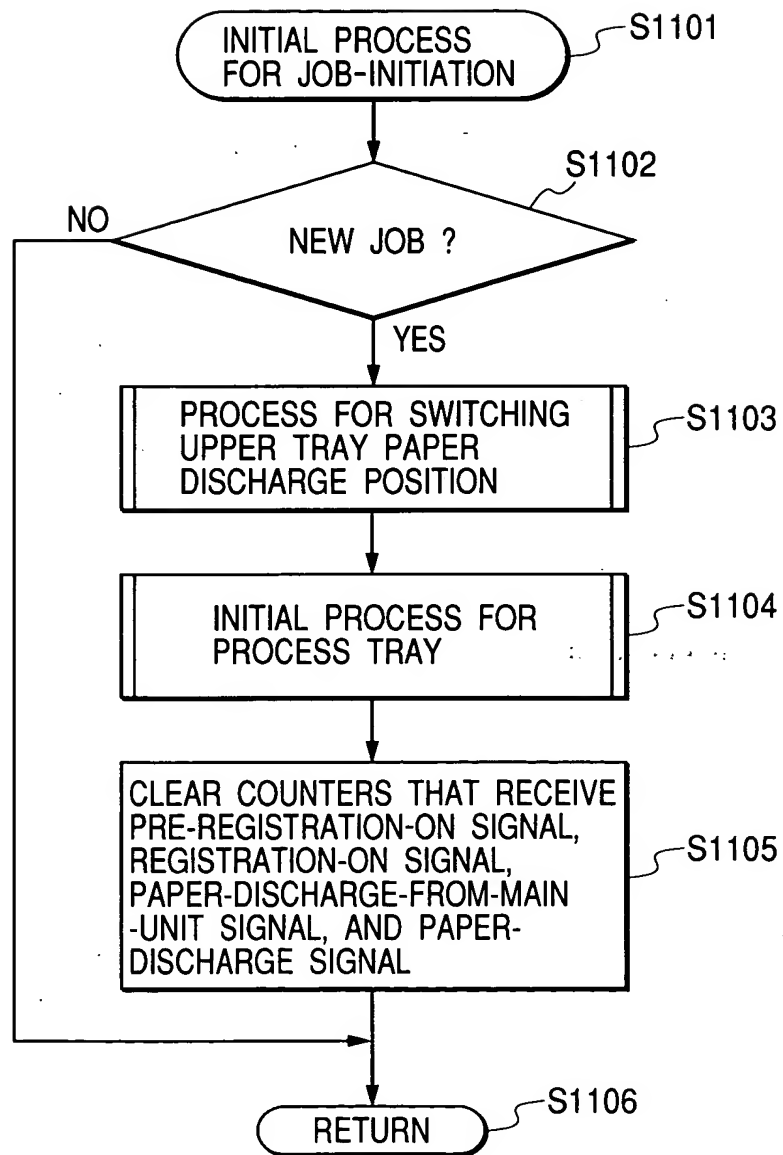 INITIAL PROCESS
FOR JOB-INITIATION
S1101
S1102
NO
NEW JOB ?
YES
PROCESS FOR SWITCHING
UPPER TRAY PAPER
DISCHARGE POSITION
S1103
INITIAL PROCESS FOR
PROCESS TRAY
S1104
CLEAR COUNTERS THAT RECEIVE
PRE-REGISTRATION-ON SIGNAL,
REGISTRATION-ON SIGNAL,
PAPER-DISCHARGE-FROM-MAIN
-UNIT SIGNAL, AND PAPER-
DISCHARGE SIGNAL
S1105
RETURN
S1106